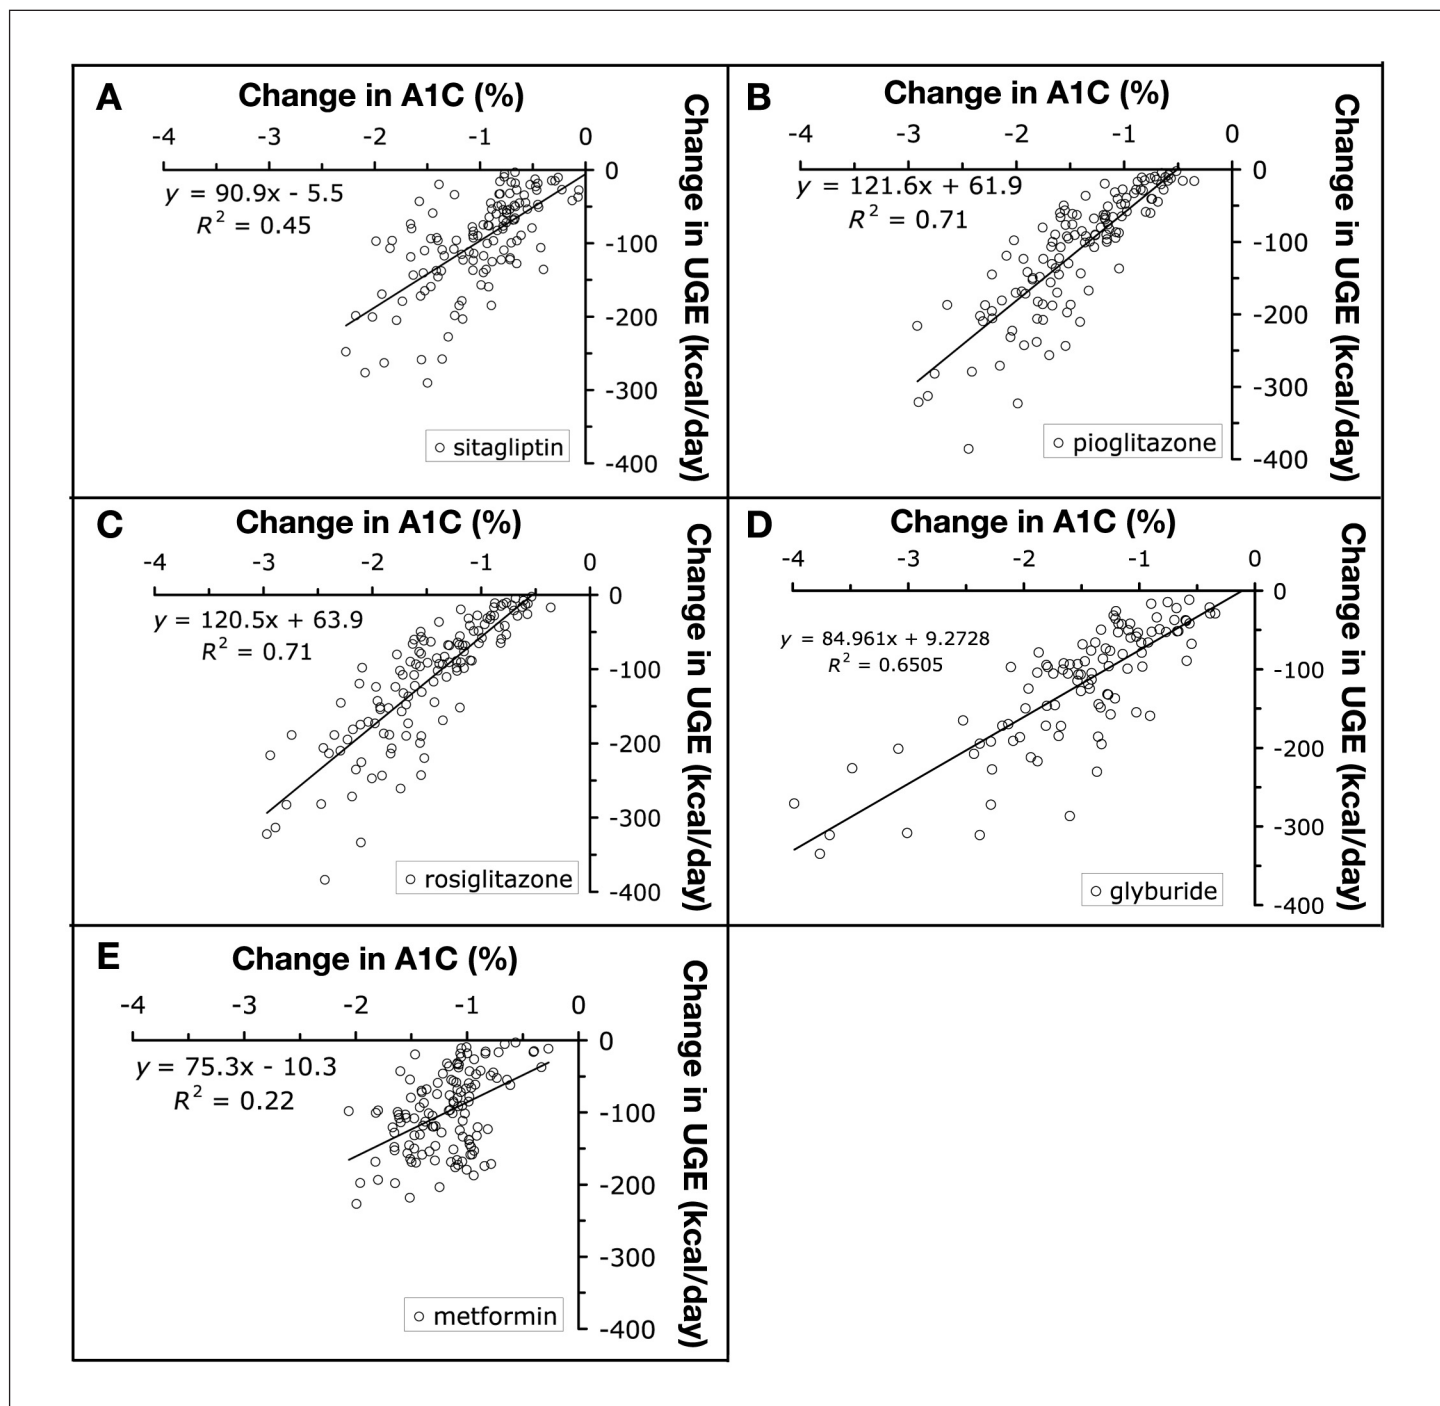 A
Change in A1C (%)
-4 -3 -2 -1 0
0
-100
-200
-300
-400
Change in UGE (kcal/day)
y = 90.9x - 5.5
R² = 0.45
sitagliptin
B
Change in A1C (%)
-4 -3 -2 -1 0
0
-100
-200
-300
-400
Change in UGE (kcal/day)
y = 121.6x + 61.9
R² = 0.71
pioglitazone
C
Change in A1C (%)
-4 -3 -2 -1 0
0
-100
-200
-300
-400
Change in UGE (kcal/day)
y = 120.5x + 63.9
R² = 0.71
rosiglitazone
D
Change in A1C (%)
-4 -3 -2 -1 0
0
-100
-200
-300
-400
Change in UGE (kcal/day)
y = 84.961x + 9.2728
R² = 0.6505
glyburide
E
Change in A1C (%)
-4 -3 -2 -1 0
0
-100
-200
-300
-400
Change in UGE (kcal/day)
y = 75.3x - 10.3
R² = 0.22
metformin